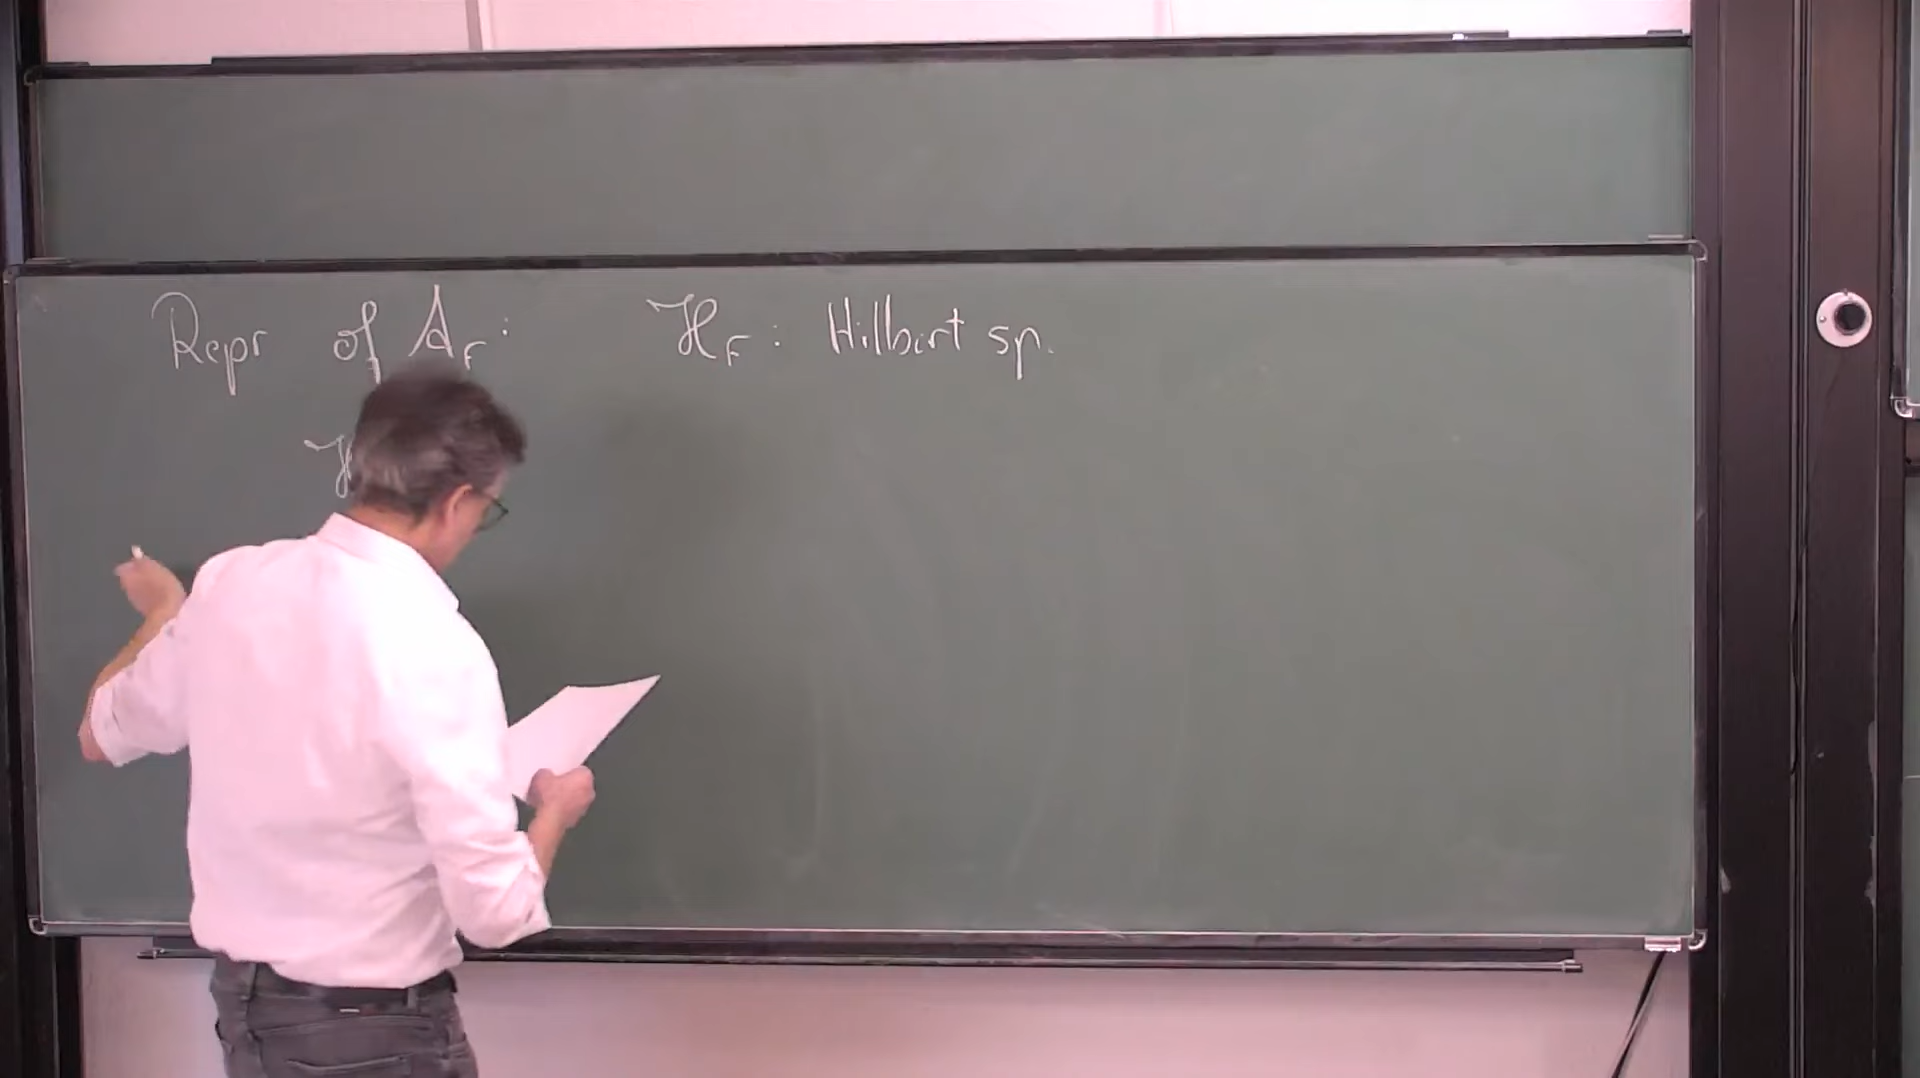 Repr of A_F : H_F : Hilbert sp.
H